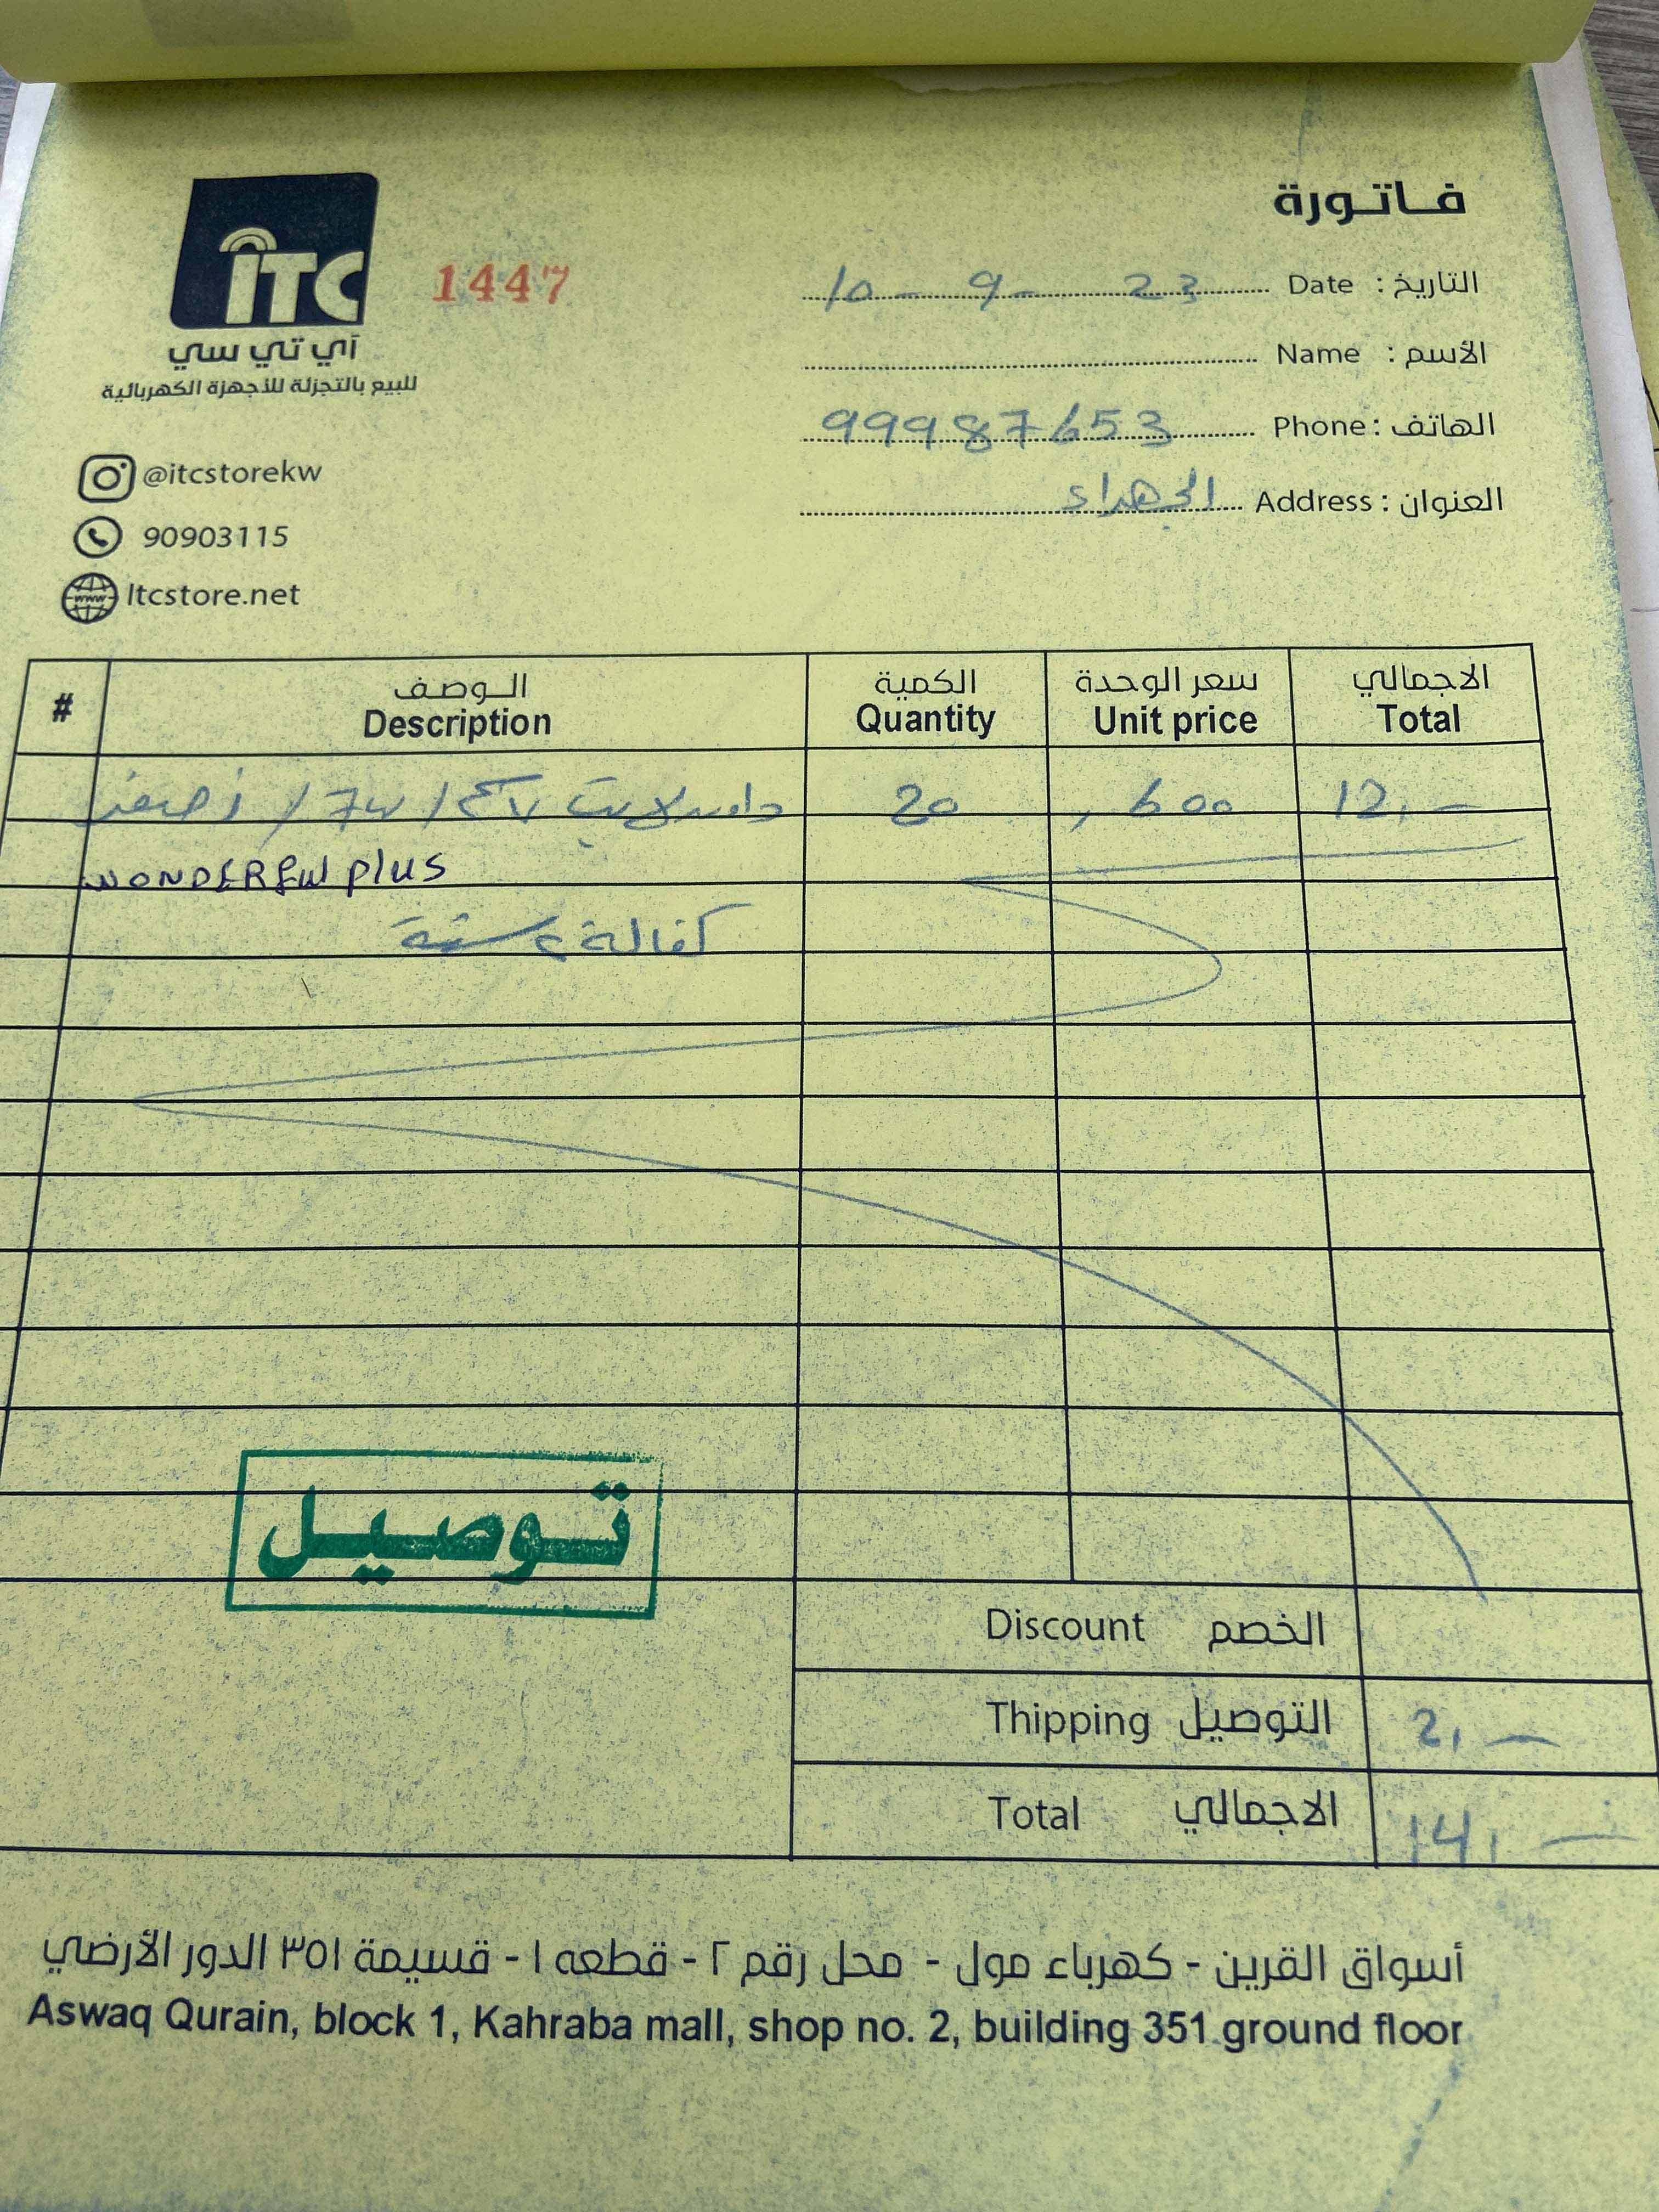 فاتورة
ITC
آي تي سي
للبيع بالتجزئة للأجهزة الكهربائية
1447
التاريخ : Date 10 - 9 - 23
الأسم : Name
الهاتف : Phone 99987653
العنوان : Address الجهراء
@itcstorekw
90903115
Itcstore.net
# الوصف الكمية سعر الوحدة الاجمالي
Description Quantity Unit price Total
داون لايت / 7w / 20 ,600 12,-
WONDERFUL plus
كفالة ٢ سنة
توصيل
Discount الخصم
Thipping التوصيل 2,-
Total الاجمالي 14,-
أسواق القرين - كهرباء مول - محل رقم ٢ - قطعه ١ - قسيمة ٣٥١ الدور الأرضي
Aswaq Qurain, block 1, Kahraba mall, shop no. 2, building 351 ground floor